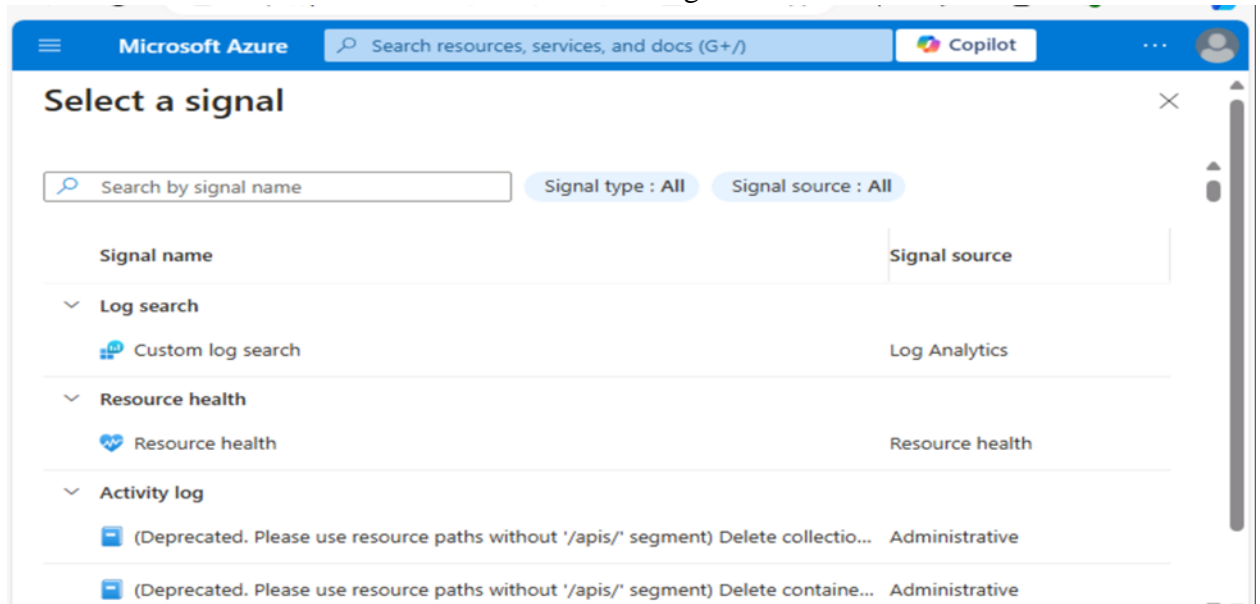 Microsoft Azure
Search resources, services, and docs (G+/)
Copilot
...
Select a signal
Search by signal name
Signal type : All
Signal source : All
Signal name
Signal source
Log search
Custom log search
Log Analytics
Resource health
Resource health
Resource health
Activity log
(Deprecated. Please use resource paths without '/apis/' segment) Delete collectio...
Administrative
(Deprecated. Please use resource paths without '/apis/' segment) Delete containe...
Administrative